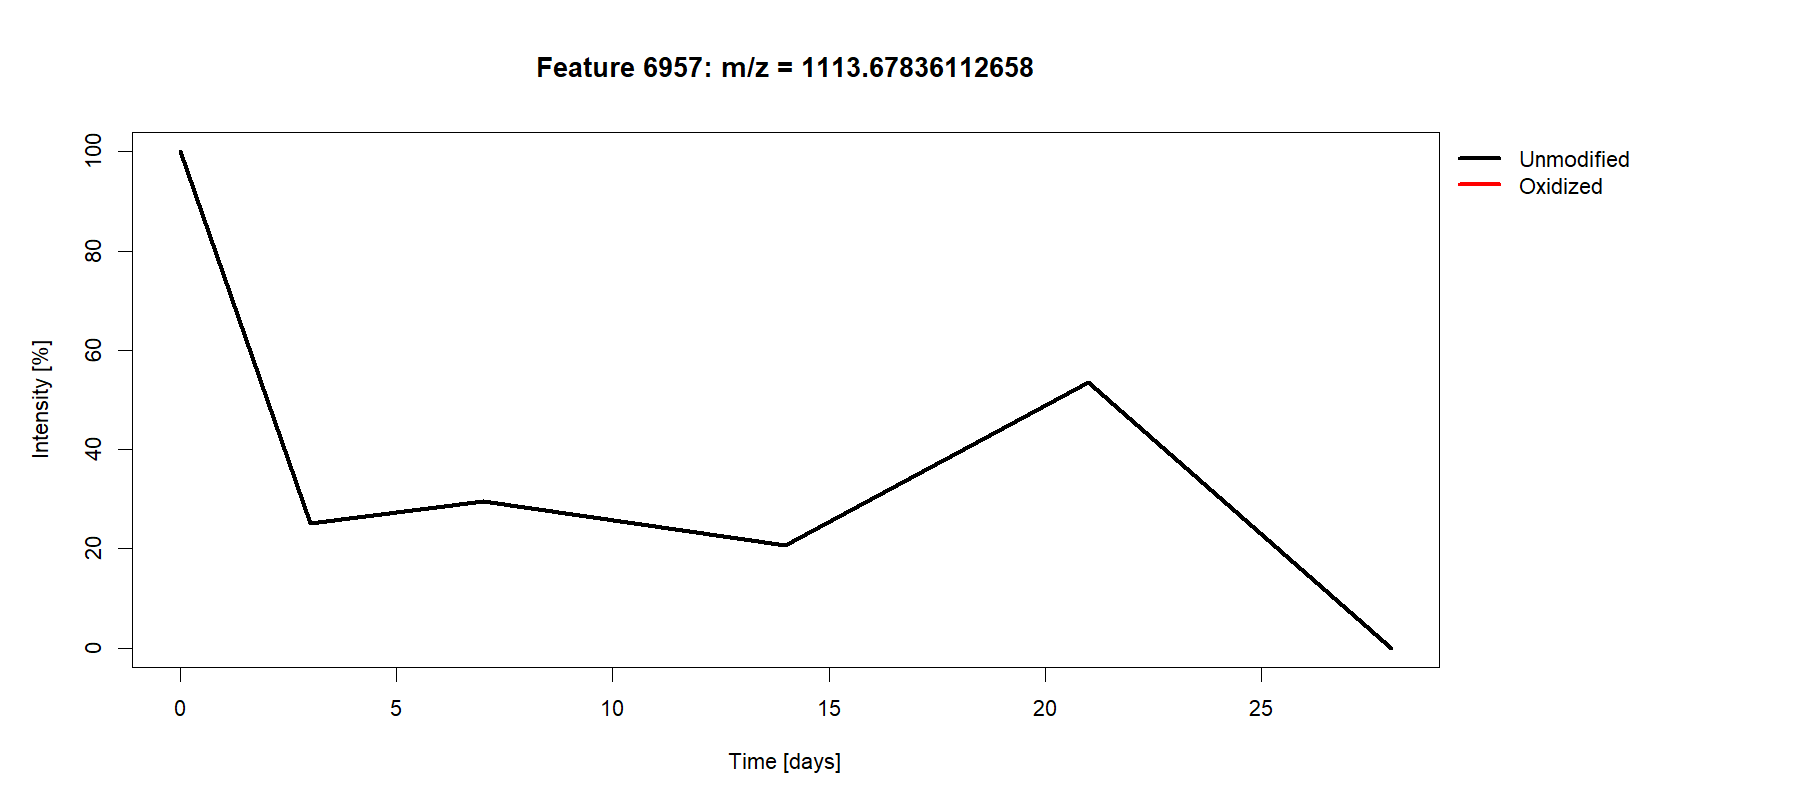 Feature 6957: m/z = 1113.67836112658
Unmodified
Oxidized
Intensity [%]
100
80
60
40
20
0
0 5 10 15 20 25
Time [days]